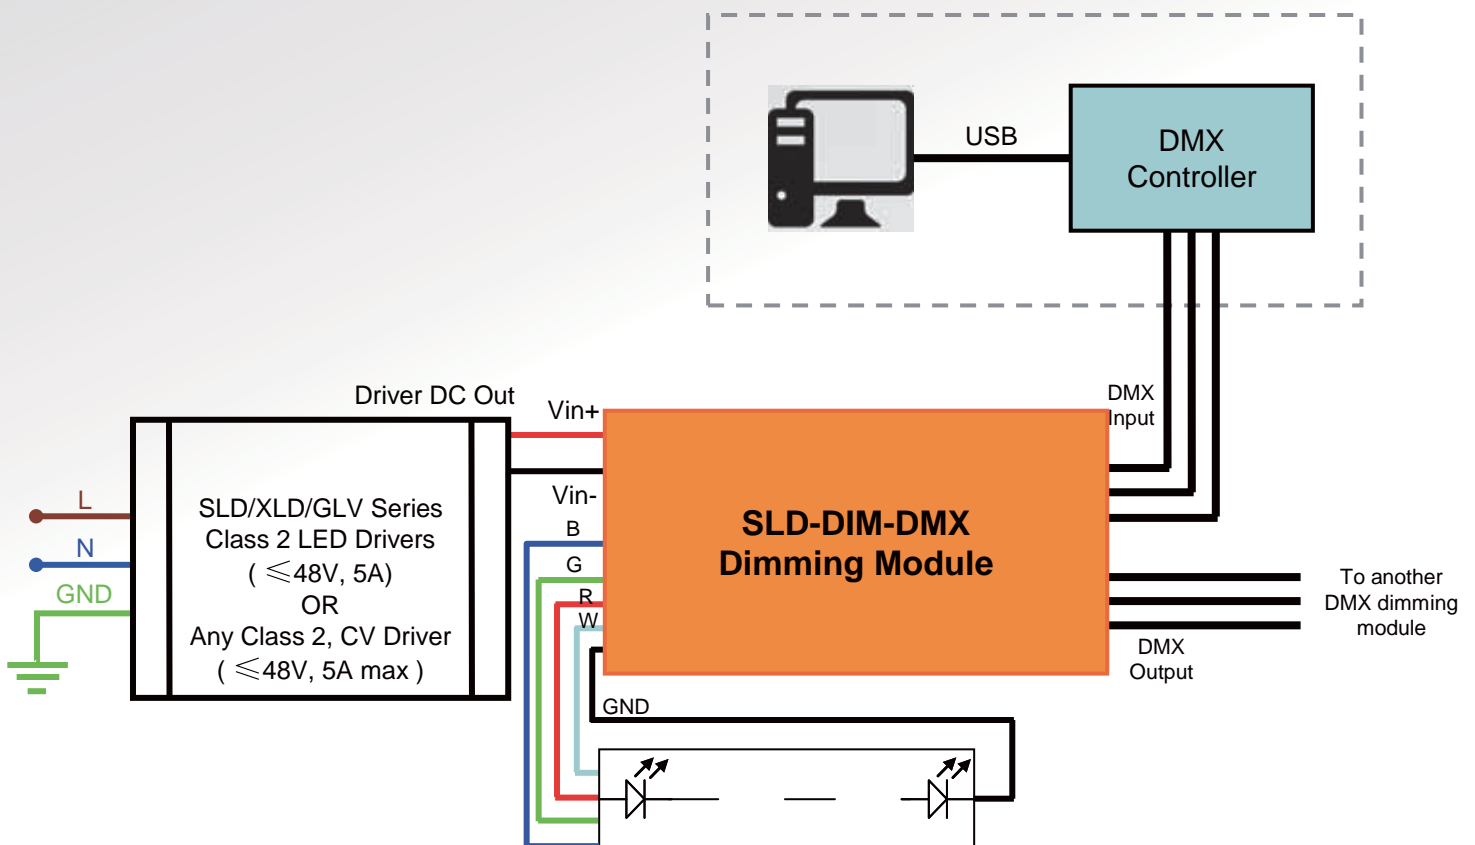 USB
DMX
Controller
Driver DC Out
Vin+
DMX
Input
L
N
GND
SLD/XLD/GLV Series
Class 2 LED Drivers
( ≤48V, 5A)
OR
Any Class 2, CV Driver
( ≤48V, 5A max )
Vin-
B
G
R
W
SLD-DIM-DMX
Dimming Module
To another
DMX dimming
module
DMX
Output
GND